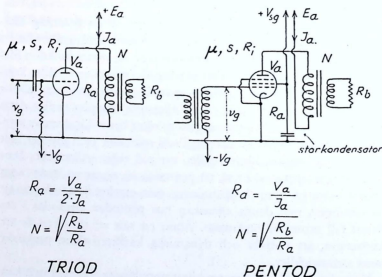 +Ea
Ja
μ, s, Ri
Va
N
Ra
Rb
vg
-Vg
Ra = Va / 2·Ja
N = √Rb/Ra
TRIOD
+Vsg
Ea
Ja.
μ, s, Ri
Va
N
Ra
Rb
vg
-Vg
storkondensator
Ra = Va / Ja
N = √Rb/Ra
PENTOD